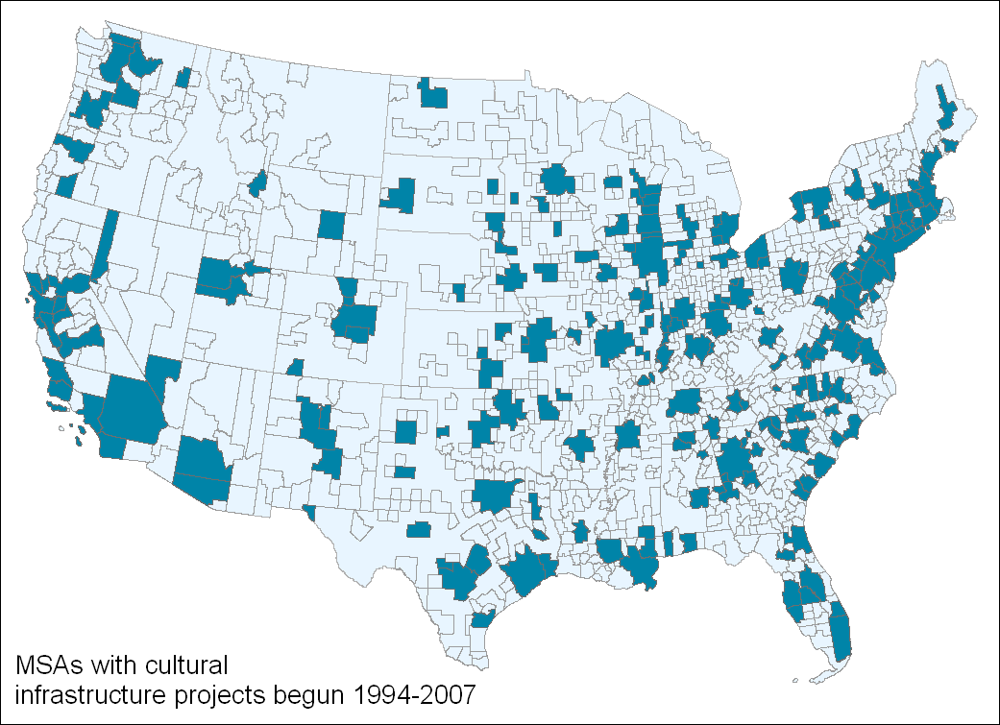 MSAs with cultural
infrastructure projects begun 1994-2007